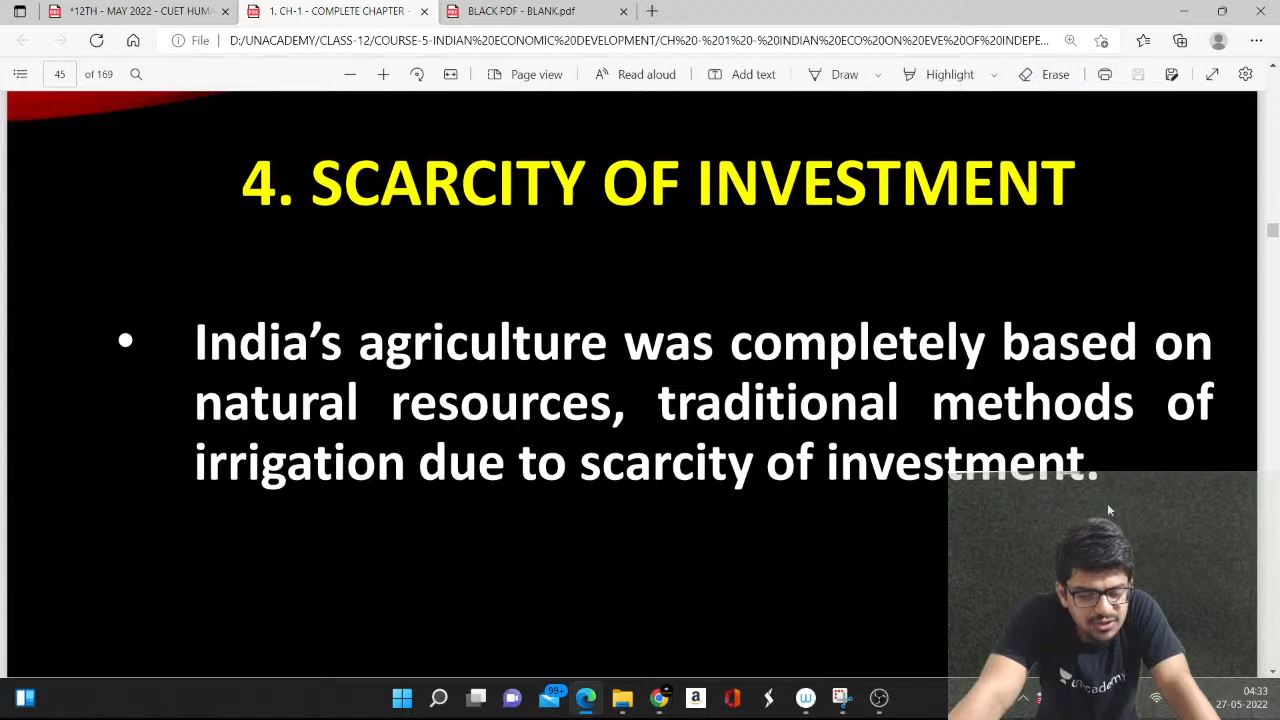 *12TH - MAY 2022 - CUET HUMA
1. CH-1 - COMPLETE CHAPTER -
BLACK PDF - BLANK.pdf
File
D:/UNACADEMY/CLASS-12/COURSE-5-INDIAN%20ECONOMIC%20DEVELOPMENT/CH%20-%201%20-%20INDIAN%20ECO%20ON%20EVE%20OF%20INDEPE...
45 of 169
Page view
Read aloud
Add text
Draw
Highlight
Erase
4. SCARCITY OF INVESTMENT
• India’s agriculture was completely based on
natural resources, traditional methods of
irrigation due to scarcity of investment.
unacademy
99+
04:33
27-05-2022